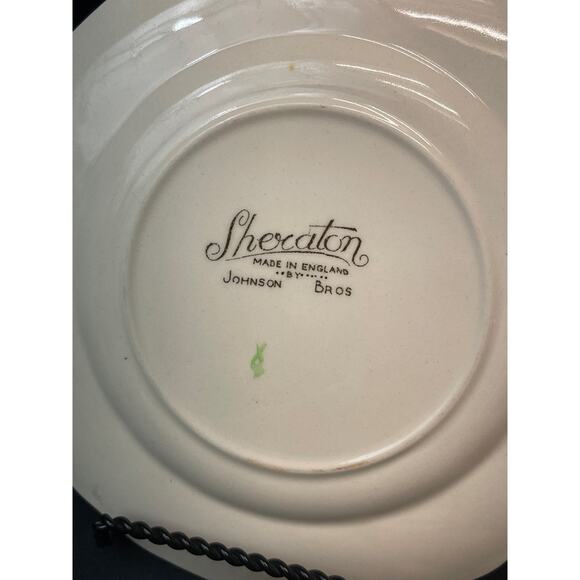 Sheraton
MADE IN ENGLAND
··BY·····
JOHNSON BROS